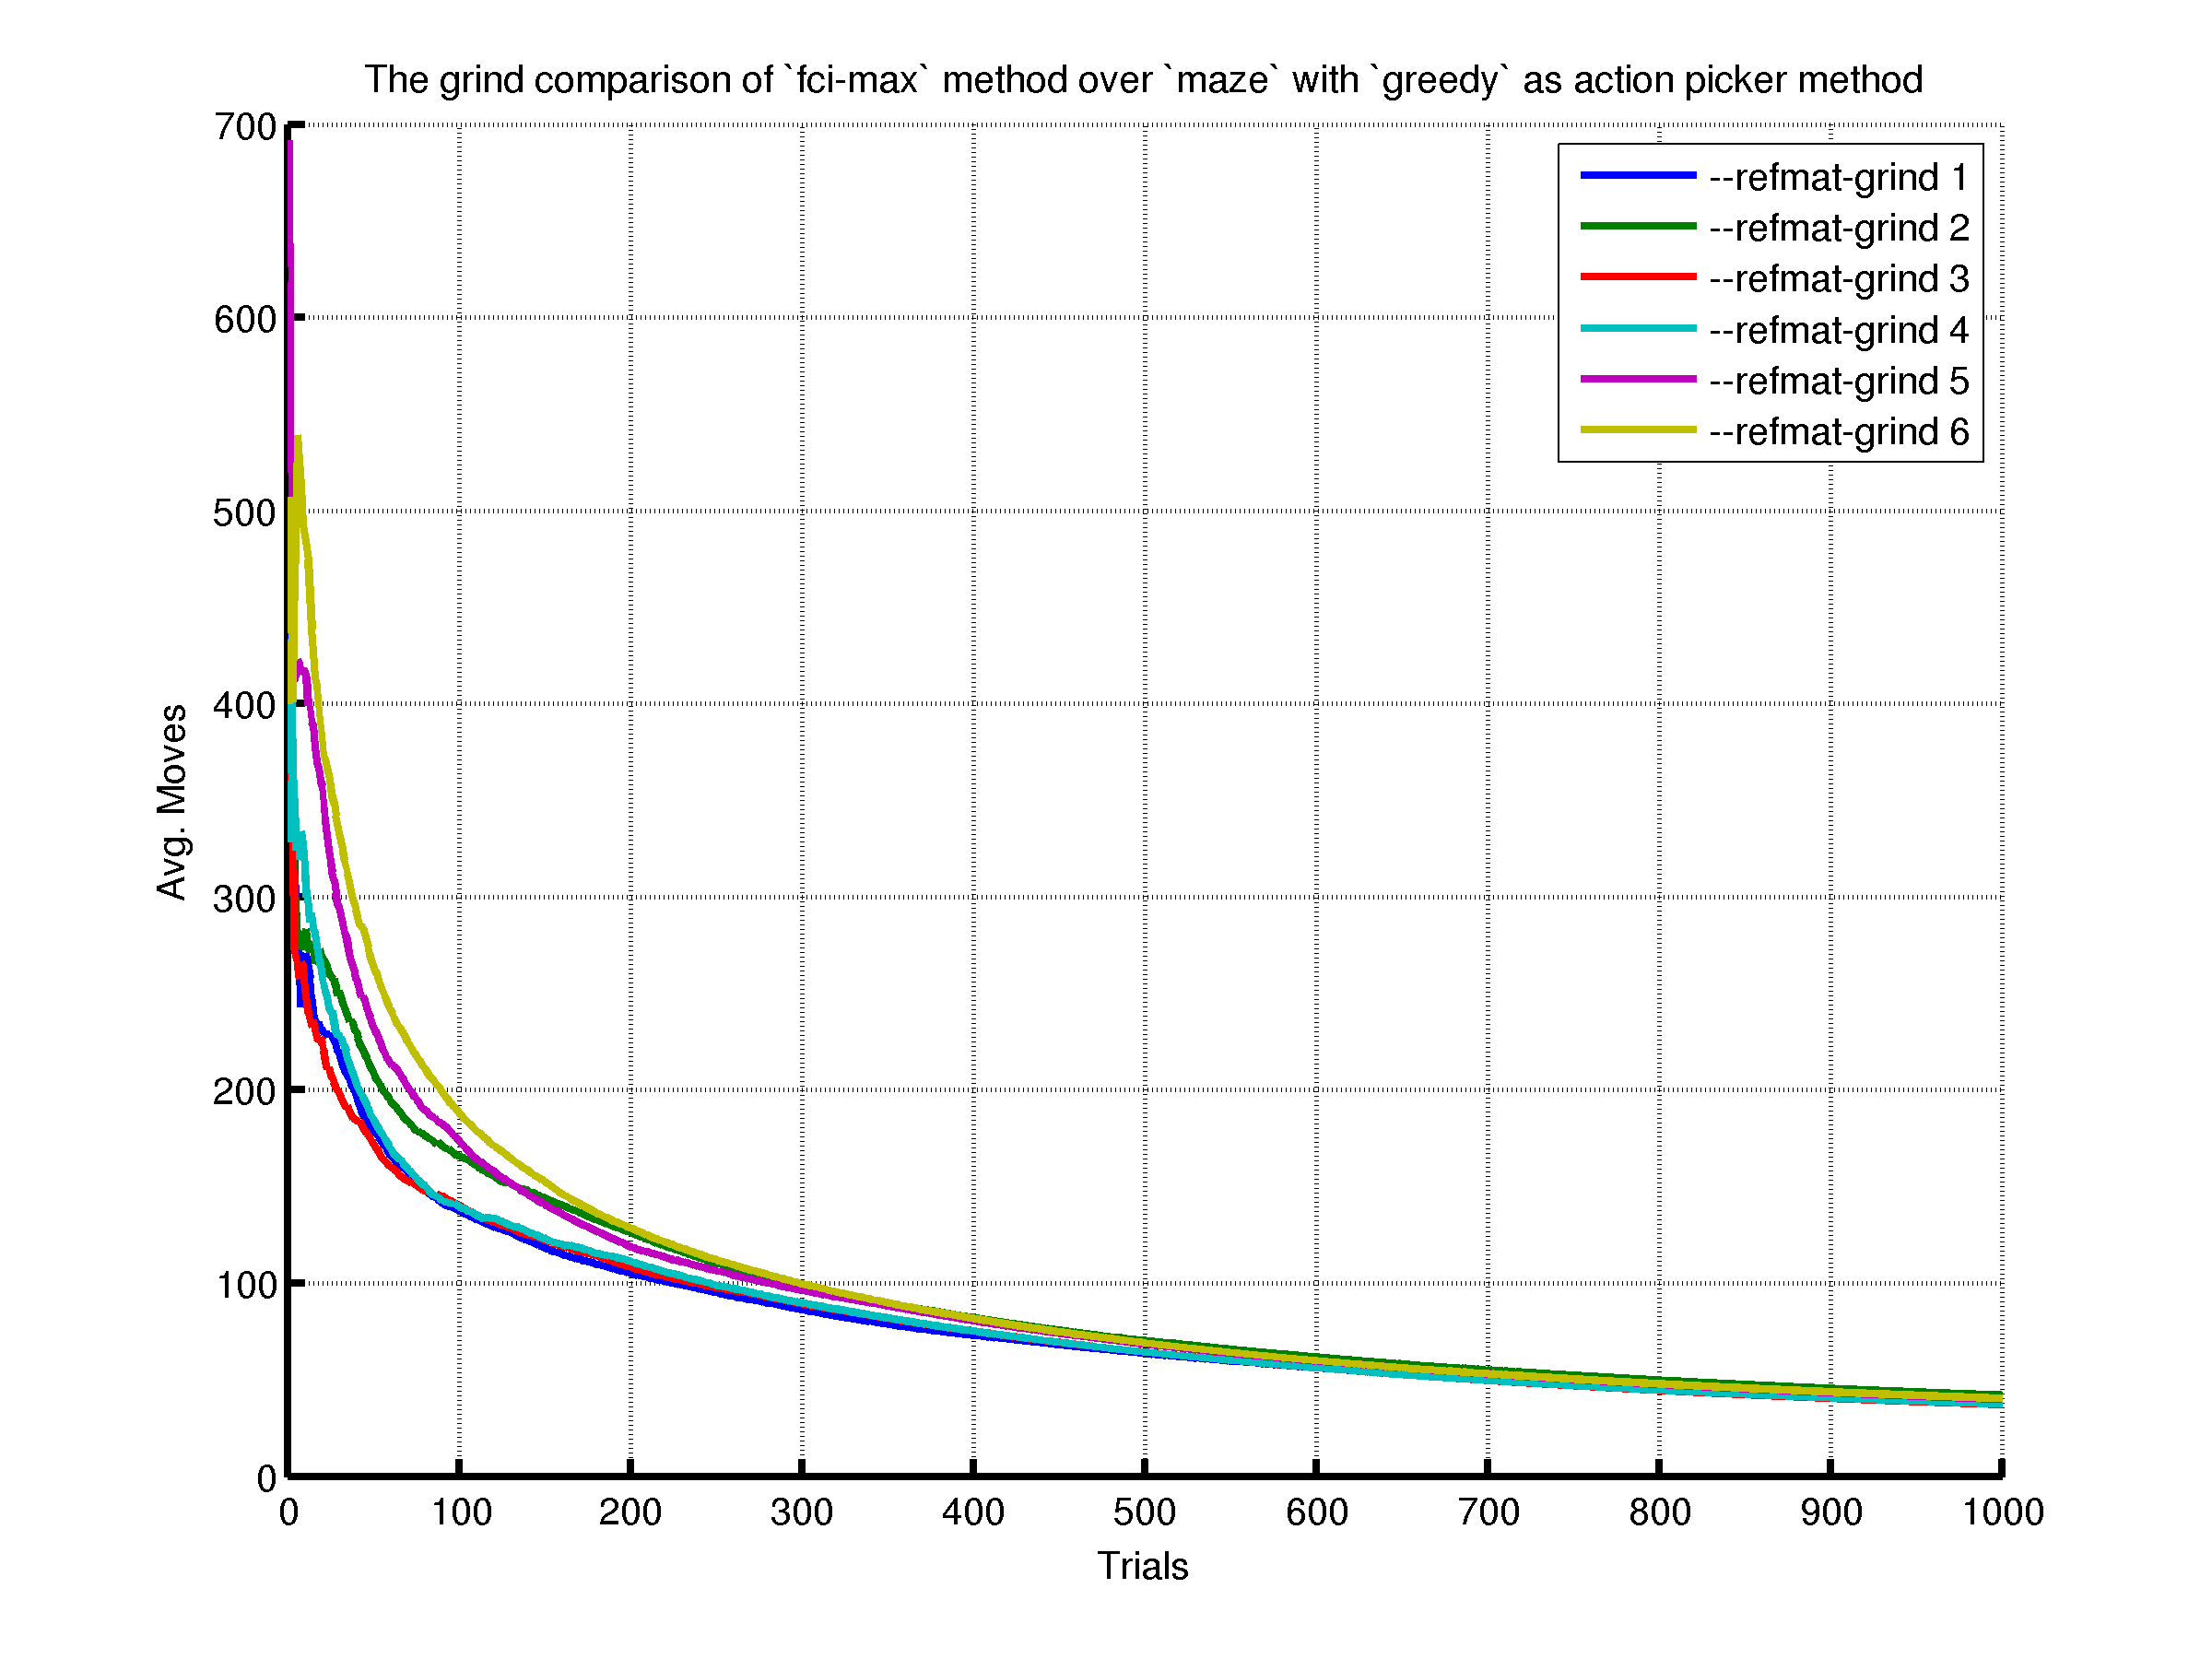 The grind comparison of `fci-max` method over `maze` with `greedy` as action picker method
700
600
500
400
300
200
100
0
Avg. Moves
--refmat-grind 1
--refmat-grind 2
--refmat-grind 3
--refmat-grind 4
--refmat-grind 5
--refmat-grind 6
0 100 200 300 400 500 600 700 800 900 1000
Trials